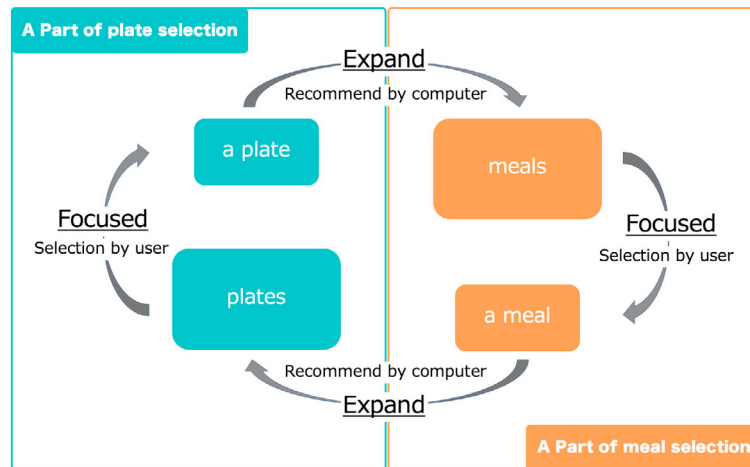 A Part of plate selection
Expand
Recommend by computer
a plate
meals
Focused
Selection by user
Focused
Selection by user
plates
a meal
Recommend by computer
Expand
A Part of meal selection